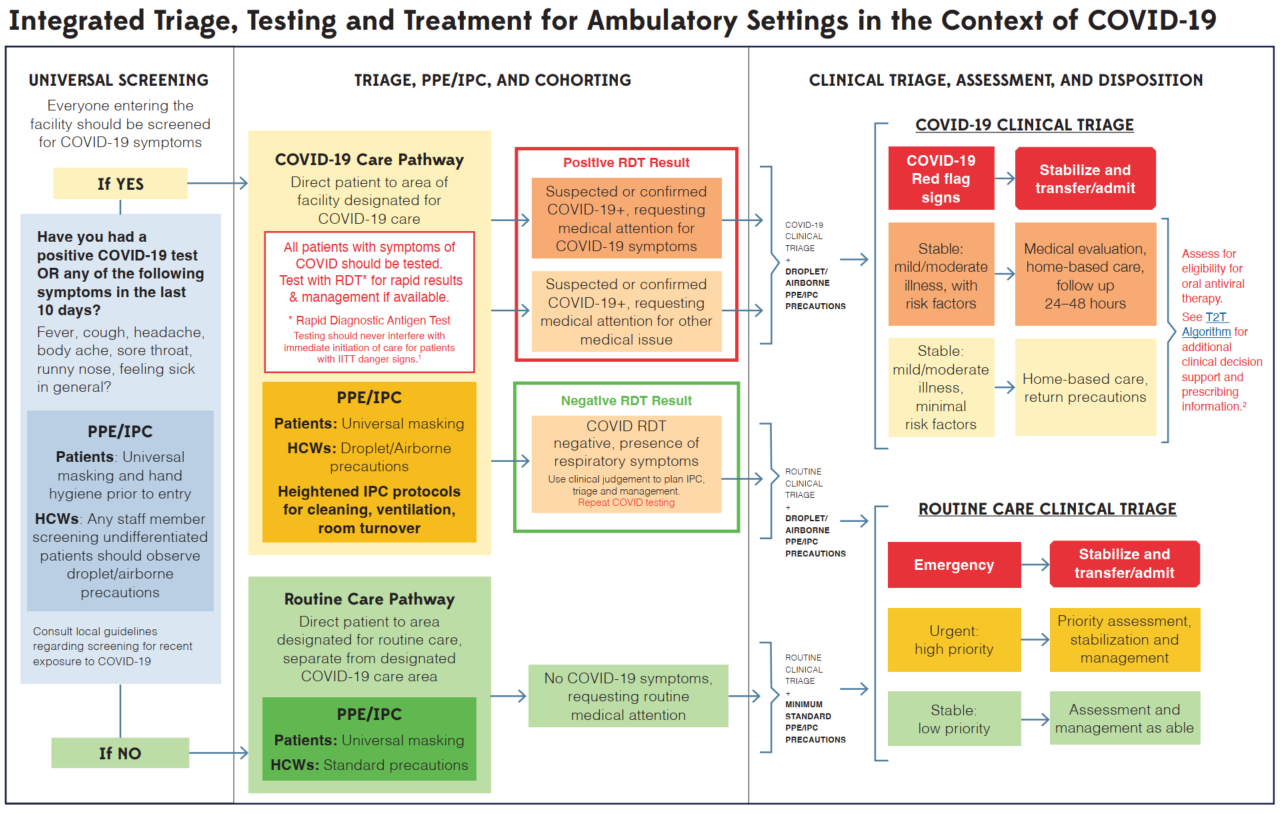 Integrated Triage, Testing and Treatment for Ambulatory Settings in the Context of COVID-19
UNIVERSAL SCREENING
Everyone entering the
facility should be screened
for COVID-19 symptoms
If YES
Have you had a
positive COVID-19 test
OR any of the following
symptoms in the last
10 days?
Fever, cough, headache,
body ache, sore throat,
runny nose, feeling sick
in general?
PPE/IPC
Patients: Universal
masking and hand
hygiene prior to entry
HCWs: Any staff member
screening undifferentiated
patients should observe
droplet/airborne
precautions
Consult local guidelines
regarding screening for recent
exposure to COVID-19
If NO
TRIAGE, PPE/IPC, AND COHORTING
COVID-19 Care Pathway
Direct patient to area of
facility designated for
COVID-19 care
All patients with symptoms of
COVID should be tested.
Test with RDT* for rapid results
& management if available.
* Rapid Diagnostic Antigen Test
Testing should never interfere with
immediate initiation of care for patients
with IITT danger signs.¹
PPE/IPC
Patients: Universal masking
HCWs: Droplet/Airborne
precautions
Heightened IPC protocols
for cleaning, ventilation,
room turnover
Routine Care Pathway
Direct patient to area
designated for routine care,
separate from designated
COVID-19 care area
PPE/IPC
Patients: Universal masking
HCWs: Standard precautions
Positive RDT Result
Suspected or confirmed
COVID-19+, requesting
medical attention for
COVID-19 symptoms
Suspected or confirmed
COVID-19+, requesting
medical attention for other
medical issue
Negative RDT Result
COVID RDT
negative, presence of
respiratory symptoms
Use clinical judgement to plan IPC,
triage and management.
Repeat COVID testing
No COVID-19 symptoms,
requesting routine
medical attention
CLINICAL TRIAGE, ASSESSMENT, AND DISPOSITION
COVID-19
CLINICAL
TRIAGE
+
DROPLET/
AIRBORNE
PPE/IPC
PRECAUTIONS
ROUTINE
CLINICAL
TRIAGE
+
DROPLET/
AIRBORNE
PPE/IPC
PRECAUTIONS
ROUTINE
CLINICAL
TRIAGE
+
MINIMUM
STANDARD
PPE/IPC
PRECAUTIONS
COVID-19 CLINICAL TRIAGE
COVID-19
Red flag
signs
Stabilize and
transfer/admit
Stable:
mild/moderate
illness, with
risk factors
Medical evaluation,
home-based care,
follow up
24–48 hours
Stable:
mild/moderate
illness,
minimal
risk factors
Home-based care,
return precautions
Assess for
eligibility for
oral antiviral
therapy.
See T2T
Algorithm for
additional
clinical decision
support and
prescribing
information.²
ROUTINE CARE CLINICAL TRIAGE
Emergency
Stabilize and
transfer/admit
Urgent:
high priority
Priority assessment,
stabilization and
management
Stable:
low priority
Assessment and
management as able